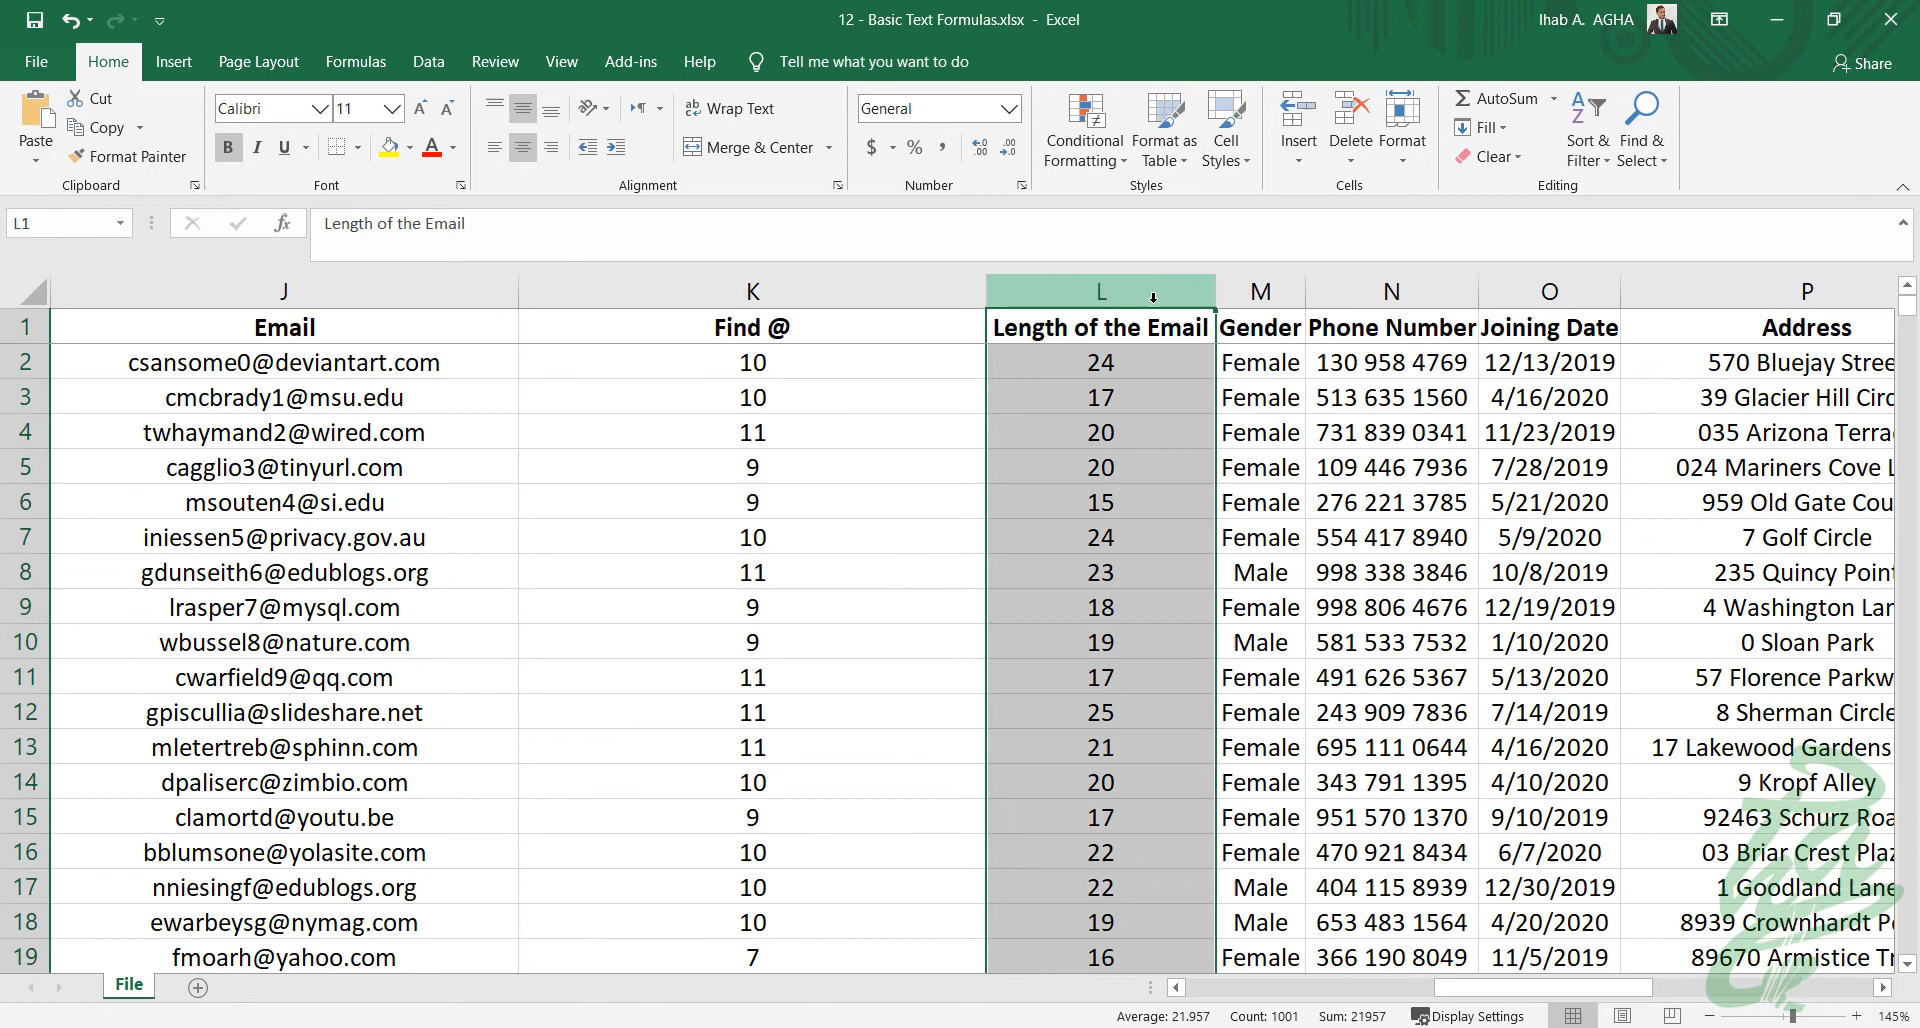 12 - Basic Text Formulas.xlsx - Excel
Ihab A. AGHA
File Home Insert Page Layout Formulas Data Review View Add-ins Help Tell me what you want to do Share
Paste
Cut
Copy
Format Painter
Clipboard
Calibri 11
B I U
Font
Wrap Text
Merge & Center
Alignment
General
$ % ,
Number
Conditional Formatting
Format as Table
Cell Styles
Styles
Insert Delete Format
Cells
AutoSum
Fill
Clear
Sort & Filter
Find & Select
Editing
L1 fx Length of the Email
J K L M N O P
1 Email Find @ Length of the Email Gender Phone Number Joining Date Address
2 csansome0@deviantart.com 10 24 Female 130 958 4769 12/13/2019 570 Bluejay Stree
3 cmcbrady1@msu.edu 10 17 Female 513 635 1560 4/16/2020 39 Glacier Hill Circ
4 twhaymand2@wired.com 11 20 Female 731 839 0341 11/23/2019 035 Arizona Terra
5 cagglio3@tinyurl.com 9 20 Female 109 446 7936 7/28/2019 024 Mariners Cove L
6 msouten4@si.edu 9 15 Female 276 221 3785 5/21/2020 959 Old Gate Cou
7 iniessen5@privacy.gov.au 10 24 Female 554 417 8940 5/9/2020 7 Golf Circle
8 gdunseith6@edublogs.org 11 23 Male 998 338 3846 10/8/2019 235 Quincy Point
9 lrasper7@mysql.com 9 18 Female 998 806 4676 12/19/2019 4 Washington Lan
10 wbussel8@nature.com 9 19 Male 581 533 7532 1/10/2020 0 Sloan Park
11 cwarfield9@qq.com 11 17 Female 491 626 5367 5/13/2020 57 Florence Parkw
12 gpiscullia@slideshare.net 11 25 Female 243 909 7836 7/14/2019 8 Sherman Circle
13 mletertreb@sphinn.com 11 21 Female 695 111 0644 4/16/2020 17 Lakewood Gardens
14 dpaliserc@zimbio.com 10 20 Female 343 791 1395 4/10/2020 9 Kropf Alley
15 clamortd@youtu.be 9 17 Female 951 570 1370 9/10/2019 92463 Schurz Roa
16 bblumsone@yolasite.com 10 22 Female 470 921 8434 6/7/2020 03 Briar Crest Plaz
17 nniesingf@edublogs.org 10 22 Male 404 115 8939 12/30/2019 1 Goodland Lane
18 ewarbeysg@nymag.com 10 19 Male 653 483 1564 4/20/2020 8939 Crownhardt P
19 fmoarh@yahoo.com 7 16 Female 366 190 8049 11/5/2019 89670 Armistice Tr
File
Average: 21.957 Count: 1001 Sum: 21957 Display Settings 145%